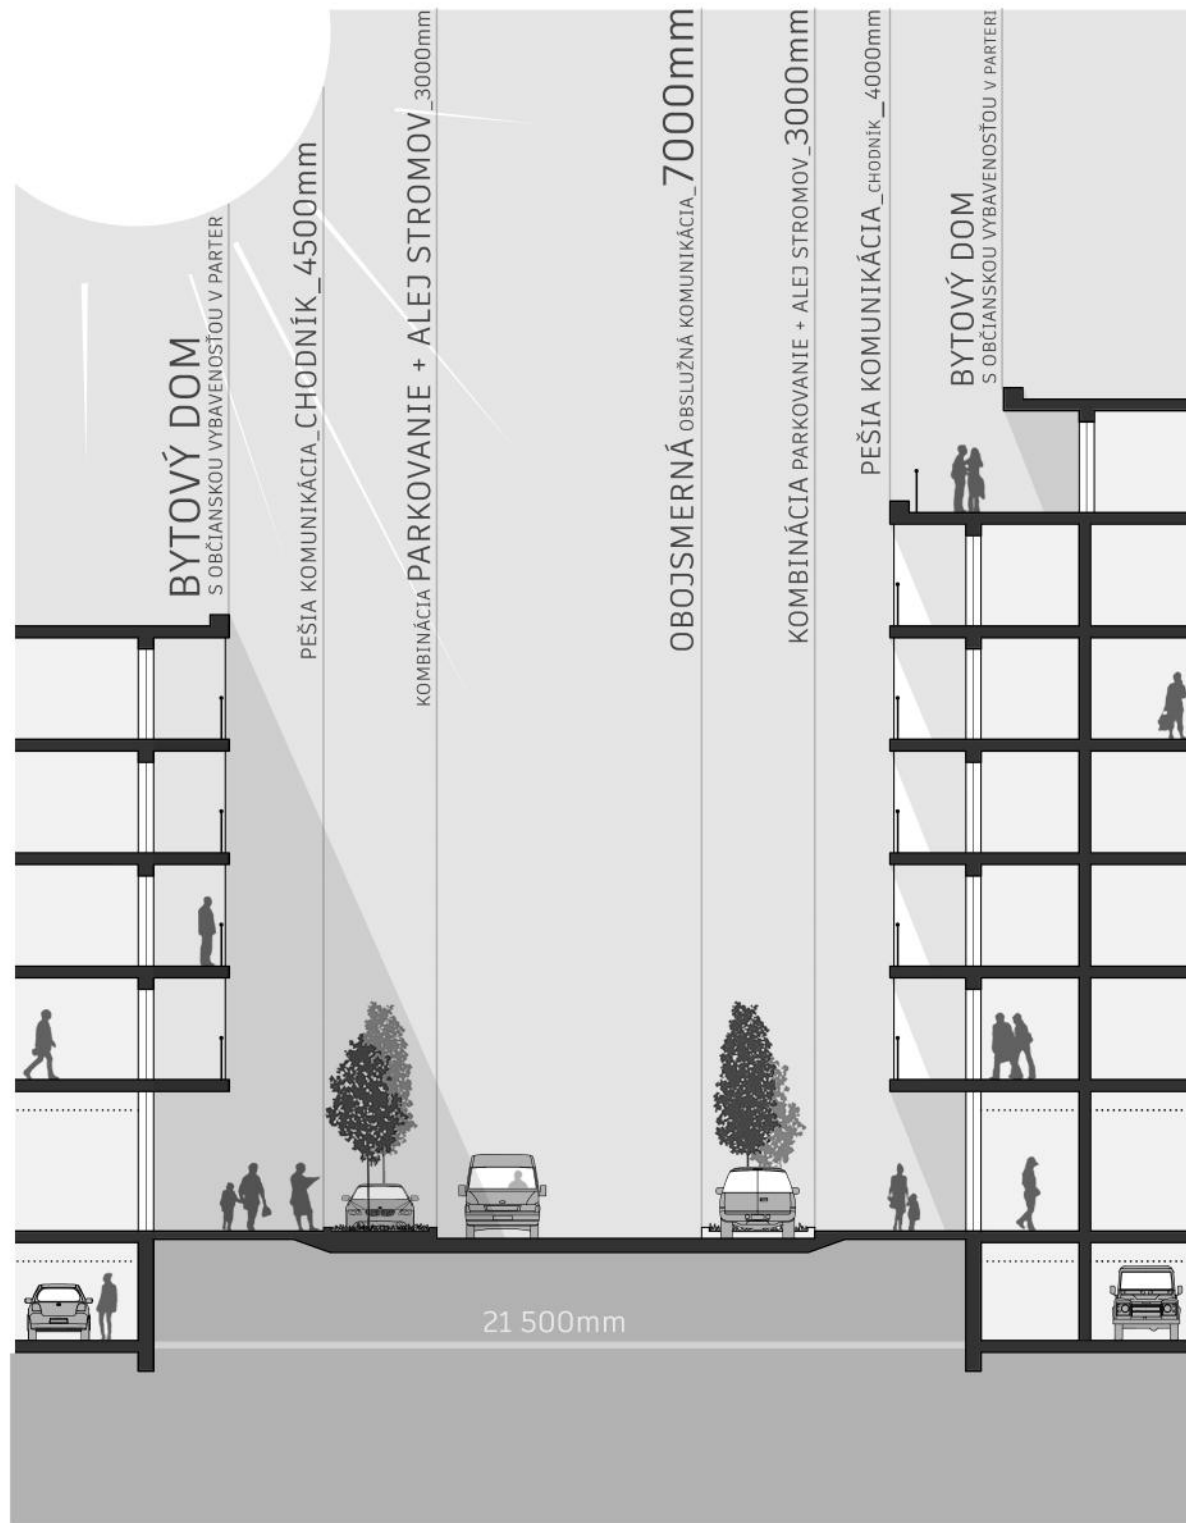 BYTOVÝ DOM
S OBČIANSKOU VYBAVENOSŤOU V PARTER
PEŠIA KOMUNIKÁCIA_CHODNÍK_4500mm
KOMBINÁCIA PARKOVANIE + ALEJ STROMOV_3000mm
OBOJSMERNÁ OBSLUŽNÁ KOMUNIKÁCIA_7000mm
KOMBINÁCIA PARKOVANIE + ALEJ STROMOV_3000mm
PEŠIA KOMUNIKÁCIA_CHODNÍK_4000mm
BYTOVÝ DOM
S OBČIANSKOU VYBAVENOSŤOU V PARTERI
21 500mm